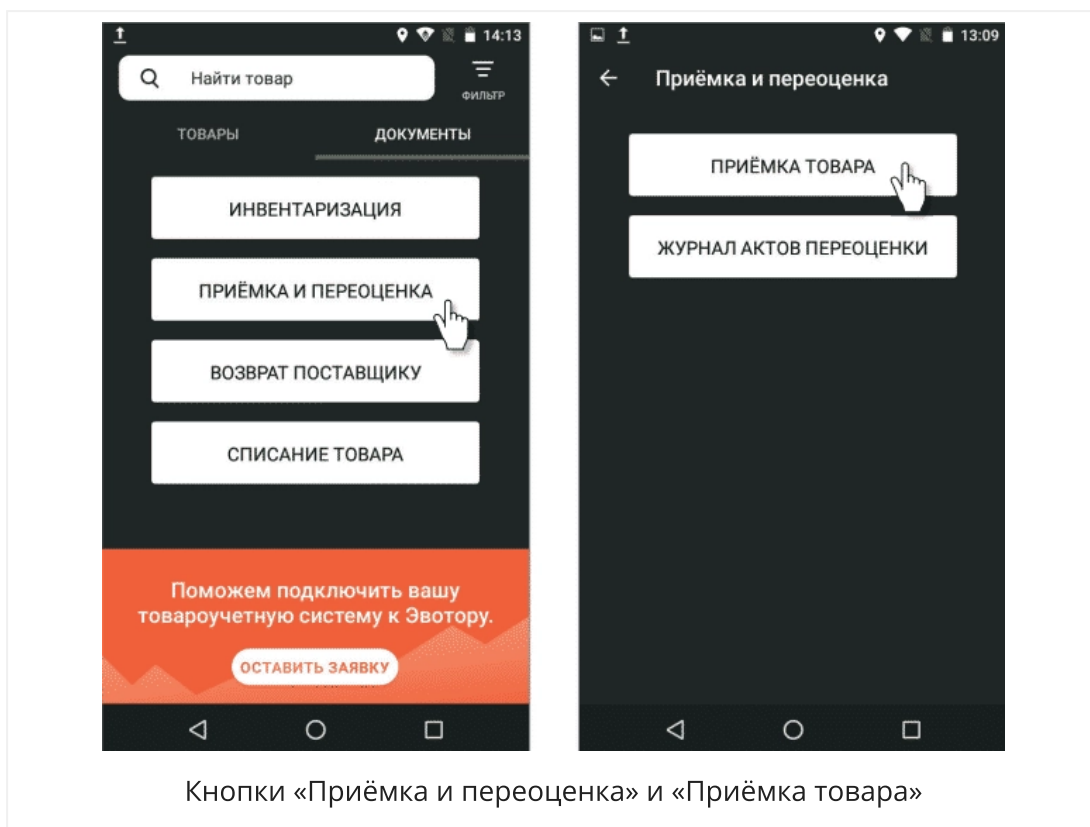 14:13
Найти товар
ФИЛЬТР
ТОВАРЫ
ДОКУМЕНТЫ
ИНВЕНТАРИЗАЦИЯ
ПРИЁМКА И ПЕРЕОЦЕНКА
ВОЗВРАТ ПОСТАВЩИКУ
СПИСАНИЕ ТОВАРА
Поможем подключить вашу
товароучетную систему к Эвотору.
ОСТАВИТЬ ЗАЯВКУ
13:09
Приёмка и переоценка
ПРИЁМКА ТОВАРА
ЖУРНАЛ АКТОВ ПЕРЕОЦЕНКИ
Кнопки «Приёмка и переоценка» и «Приёмка товара»